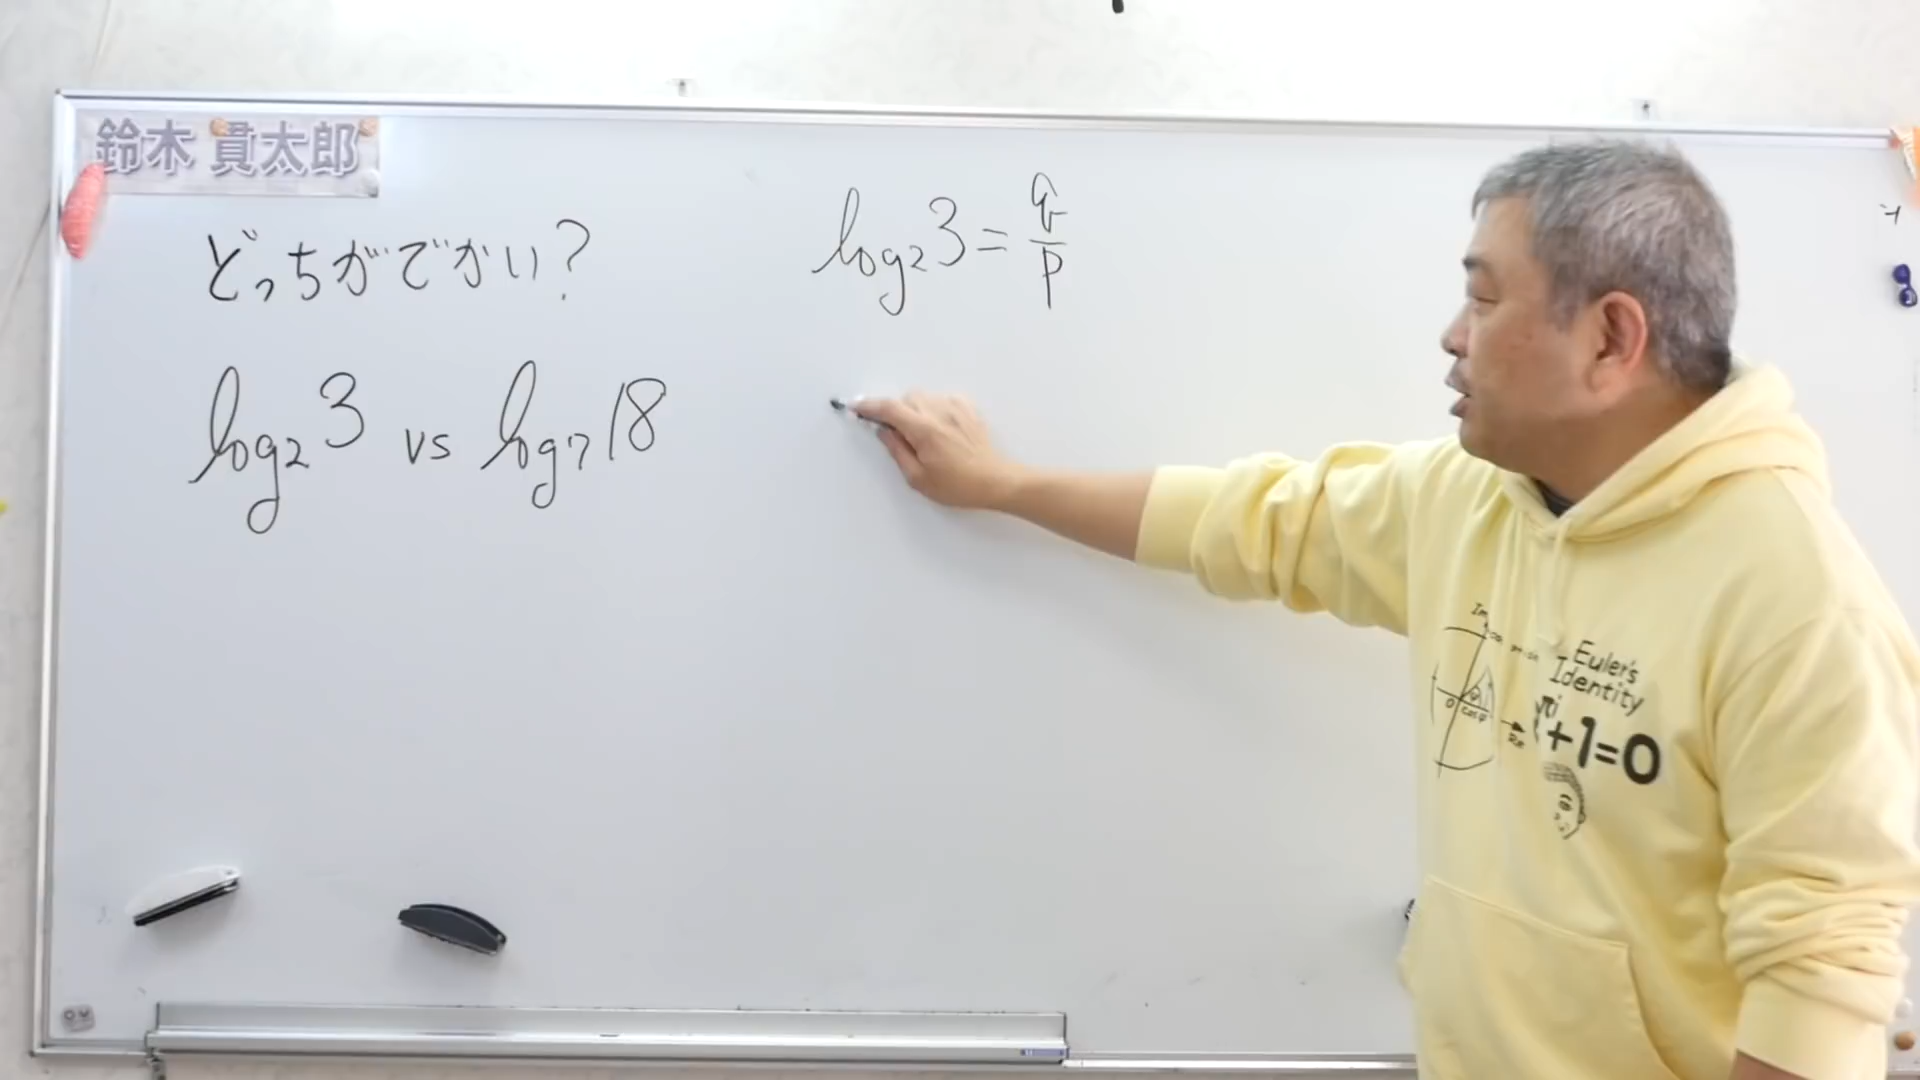 鈴木 貫太郎
どっちがでかい?
log₂3 vs log₇18
log₂3 = q/p
Euler's
Identity
+1=0